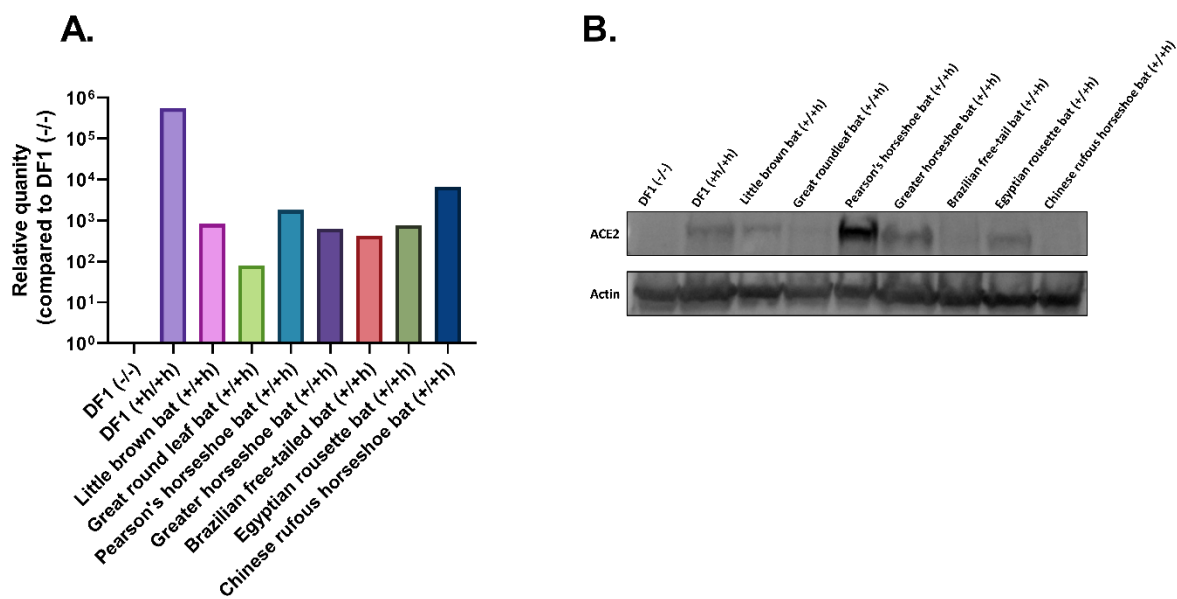 A.
Relative quanity
(compared to DF1 (-/-)
10⁶
10⁵
10⁴
10³
10²
10¹
10⁰
DF1 (-/-)
DF1 (+h/+h)
Little brown bat (+/+h)
Great round leaf bat (+/+h)
Pearson's horseshoe bat (+/+h)
Greater horseshoe bat (+/+h)
Brazilian free-tailed bat (+/+h)
Egyptian rousette bat (+/+h)
Chinese rufous horseshoe bat (+/+h)
B.
DF1 (-/-)
DF1 (+h/+h)
Little brown bat (+/+h)
Great roundleaf bat (+/+h)
Pearson's horseshoe bat (+/+h)
Greater horseshoe bat (+/+h)
Brazilian free-tail bat (+/+h)
Egyptian rousette bat (+/+h)
Chinese rufous horseshoe bat (+/+h)
ACE2
Actin